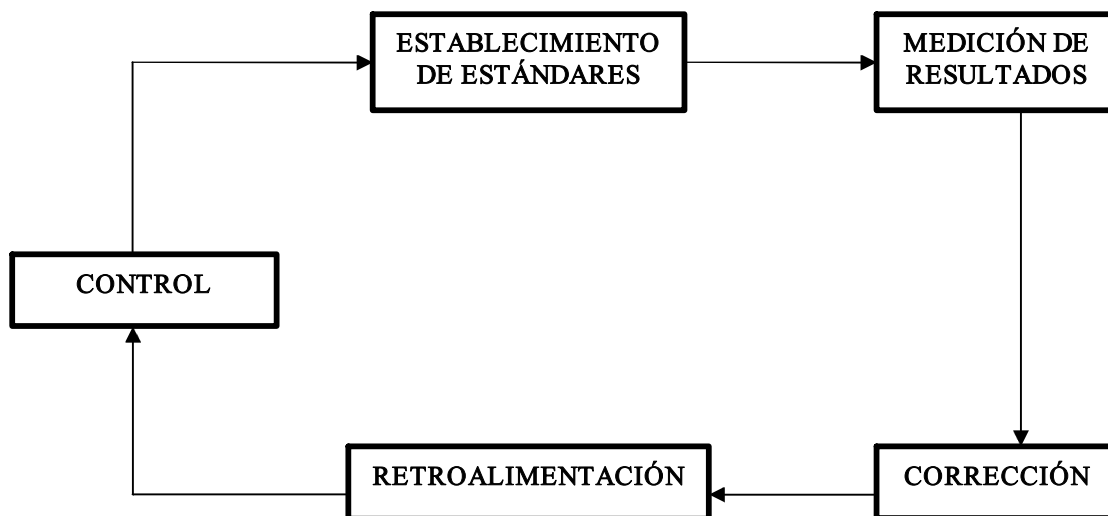 ESTABLECIMIENTO
DE ESTÁNDARES
MEDICIÓN DE
RESULTADOS
CONTROL
RETROALIMENTACIÓN
CORRECCIÓN